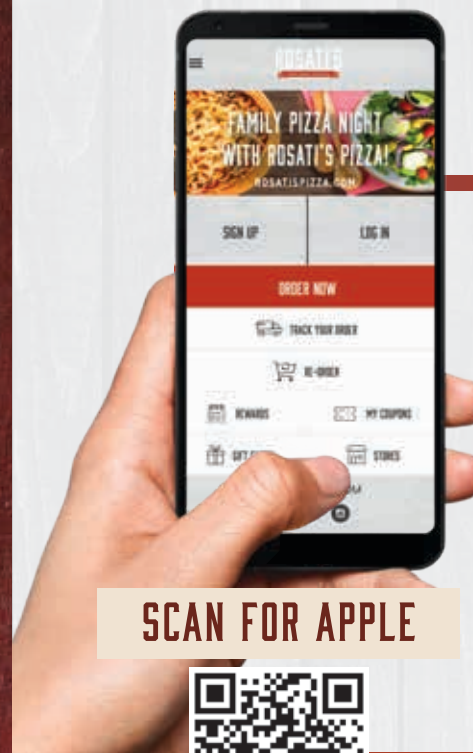 ROSATI'S
FAMILY PIZZA NIGHT
WITH ROSATI'S PIZZA!
ROSATISPIZZA.COM
SIGN UP
LOG IN
ORDER NOW
TRACK YOUR ORDER
RE-ORDER
REWARDS
MY COUPONS
GIFT
STORES
SCAN FOR APPLE